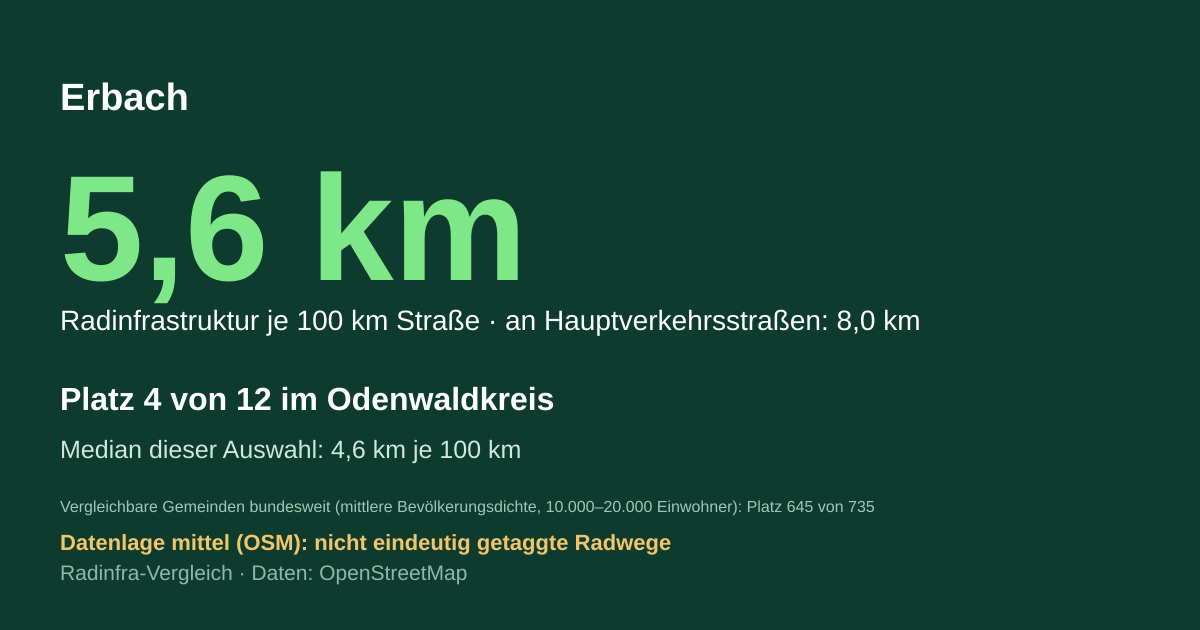 Erbach
5,6 km
Radinfrastruktur je 100 km Straße · an Hauptverkehrsstraßen: 8,0 km
Platz 4 von 12 im Odenwaldkreis
Median dieser Auswahl: 4,6 km je 100 km
Vergleichbare Gemeinden bundesweit (mittlere Bevölkerungsdichte, 10.000–20.000 Einwohner): Platz 645 von 735
Datenlage mittel (OSM): nicht eindeutig getaggte Radwege
Radinfra-Vergleich · Daten: OpenStreetMap